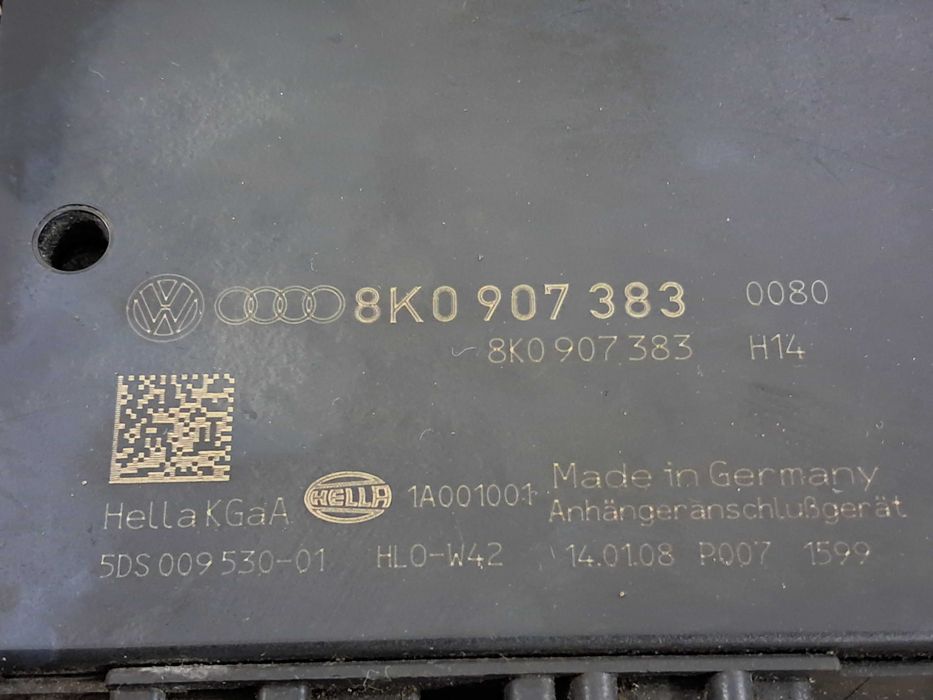 8K0 907 383 0080
8K0 907 383 H14
Hella KGaA HELLA 1A001001 Made in Germany
Anhängeranschlußgerät
5DS 009 530-01 HLO-W42 14.01.08 P.007 1599